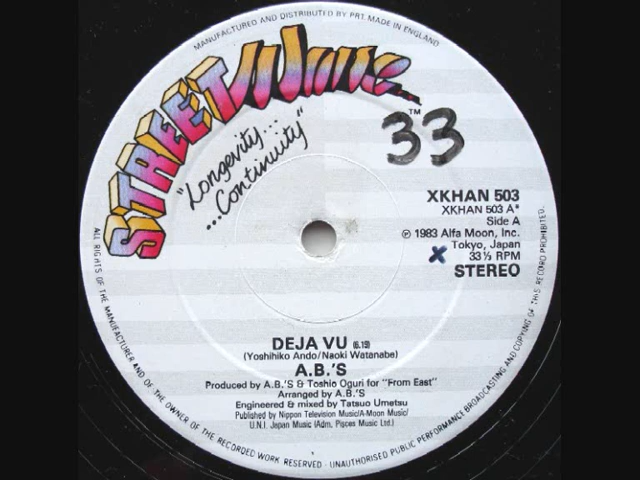 MANUFACTURED AND DISTRIBUTED BY PRT. MADE IN ENGLAND
STREET Wave
TM
"Longevity...
...Continuity"
33
XKHAN 503
XKHAN 503 A*
Side A
℗ 1983 Alfa Moon, Inc.
Tokyo, Japan
x 33 ⅓ RPM
STEREO
DEJA VU (6.19)
(Yoshihiko Ando/Naoki Watanabe)
A.B.'S
Produced by A.B.'S & Toshio Oguri for "From East"
Arranged by A.B.'S
Engineered & mixed by Tatsuo Umetsu
Published by Nippon Television Music/A-Moon Music/
U.N.I. Japan Music (Adm. Pisces Music Ltd.)
ALL RIGHTS OF THE MANUFACTURER AND OF THE OWNER OF THE RECORDED WORK RESERVED · UNAUTHORISED PUBLIC PERFORMANCE BROADCASTING AND COPYING OF THIS RECORD PROHIBITED.